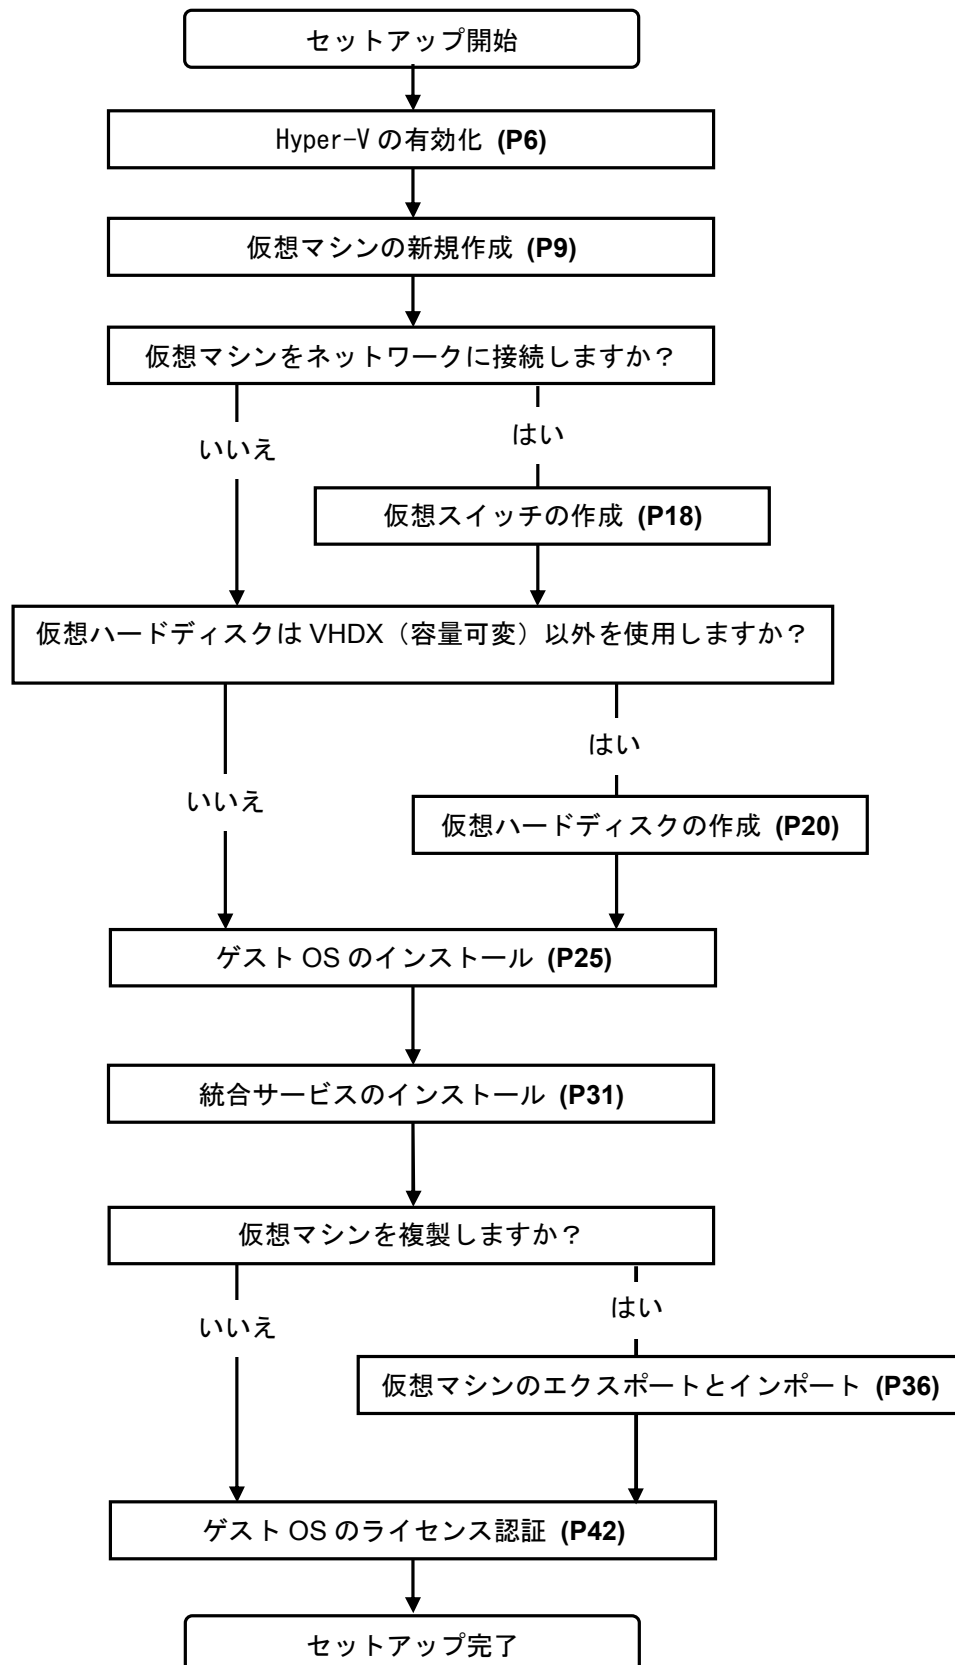 セットアップ開始
Hyper-V の有効化 (P6)
仮想マシンの新規作成 (P9)
仮想マシンをネットワークに接続しますか？
いいえ
はい
仮想スイッチの作成 (P18)
仮想ハードディスクは VHDX（容量可変）以外を使用しますか？
はい
いいえ
仮想ハードディスクの作成 (P20)
ゲスト OS のインストール (P25)
統合サービスのインストール (P31)
仮想マシンを複製しますか？
はい
いいえ
仮想マシンのエクスポートとインポート (P36)
ゲスト OS のライセンス認証 (P42)
セットアップ完了